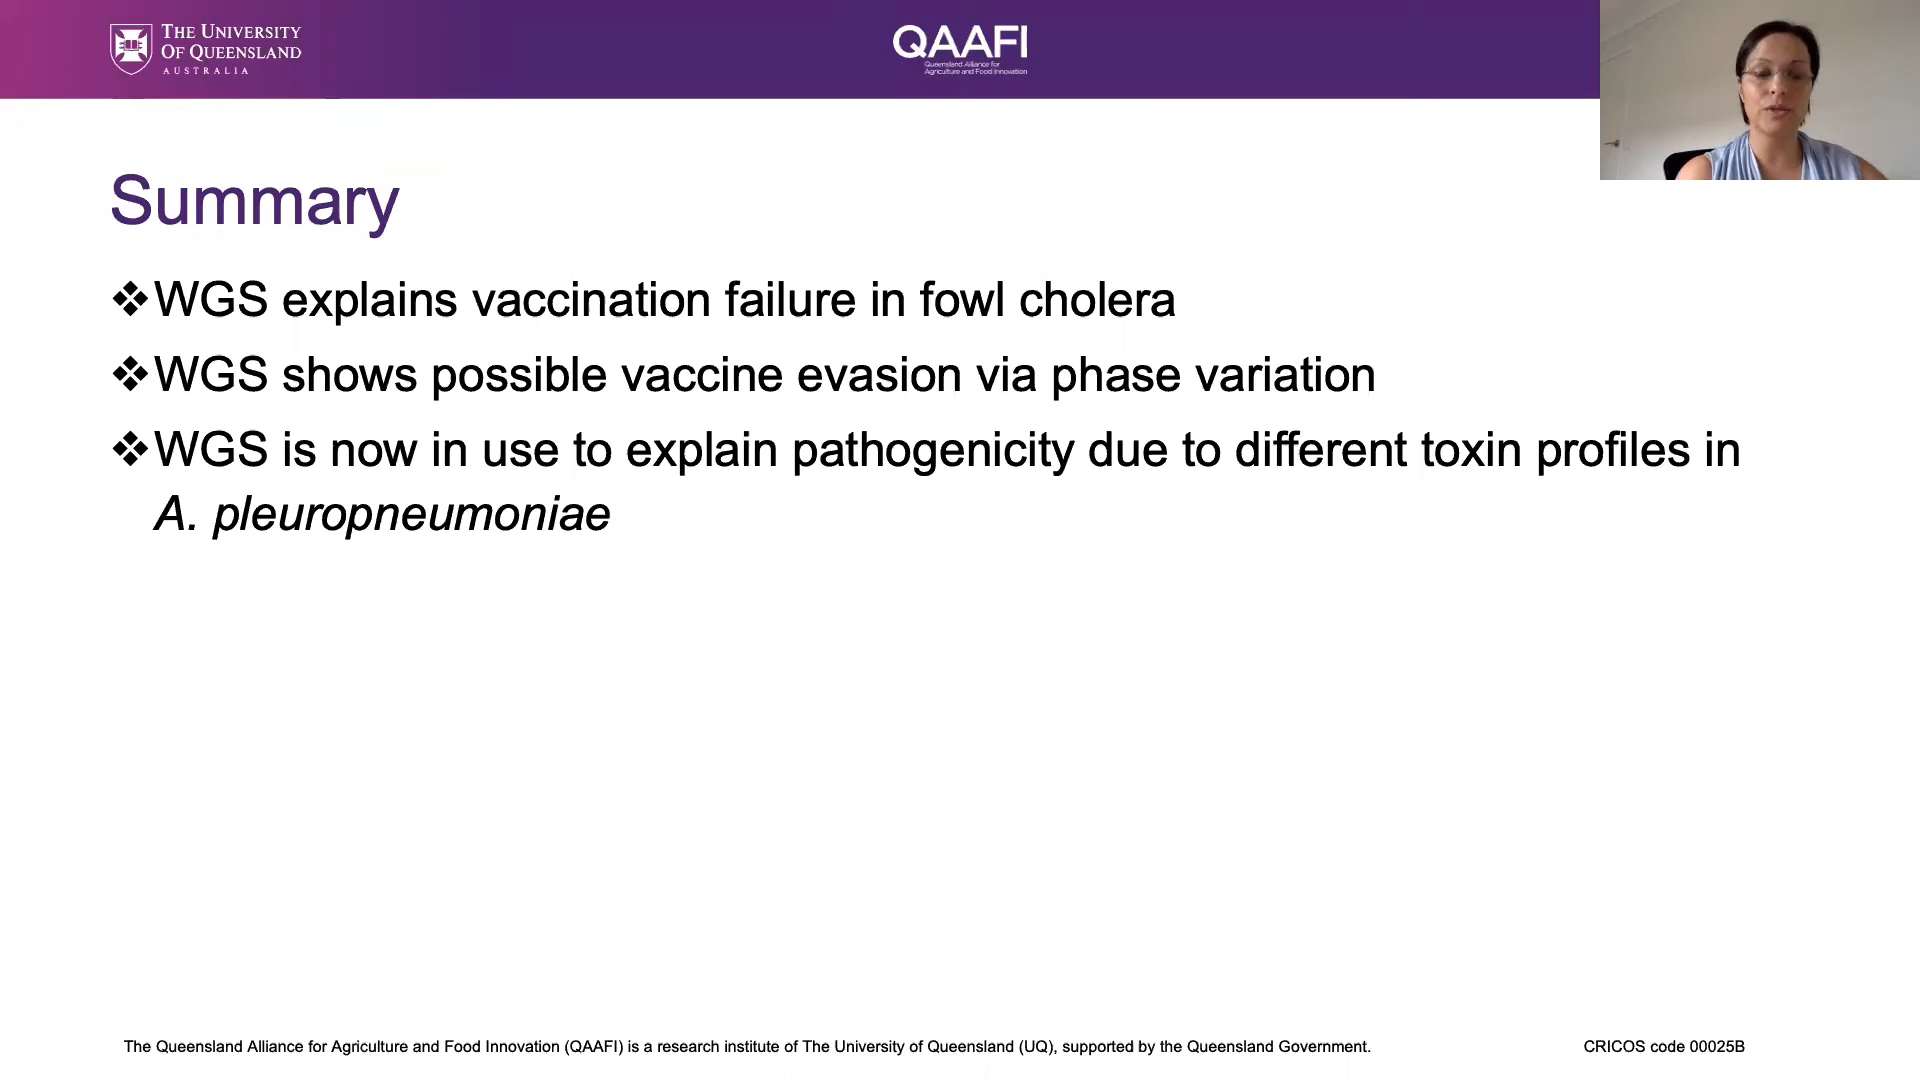 THE UNIVERSITY
OF QUEENSLAND
AUSTRALIA
QAAFI
Queensland Alliance for
Agriculture and Food Innovation
Summary
❖WGS explains vaccination failure in fowl cholera
❖WGS shows possible vaccine evasion via phase variation
❖WGS is now in use to explain pathogenicity due to different toxin profiles in
A. pleuropneumoniae
The Queensland Alliance for Agriculture and Food Innovation (QAAFI) is a research institute of The University of Queensland (UQ), supported by the Queensland Government.
CRICOS code 00025B